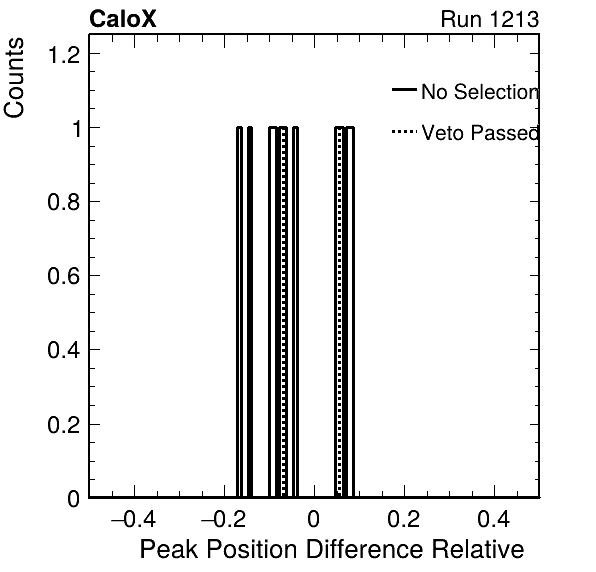 CaloX Run 1213
Counts
1.2
1
0.8
0.6
0.4
0.2
0
No Selection
Veto Passed
−0.4 −0.2 0 0.2 0.4
Peak Position Difference Relative